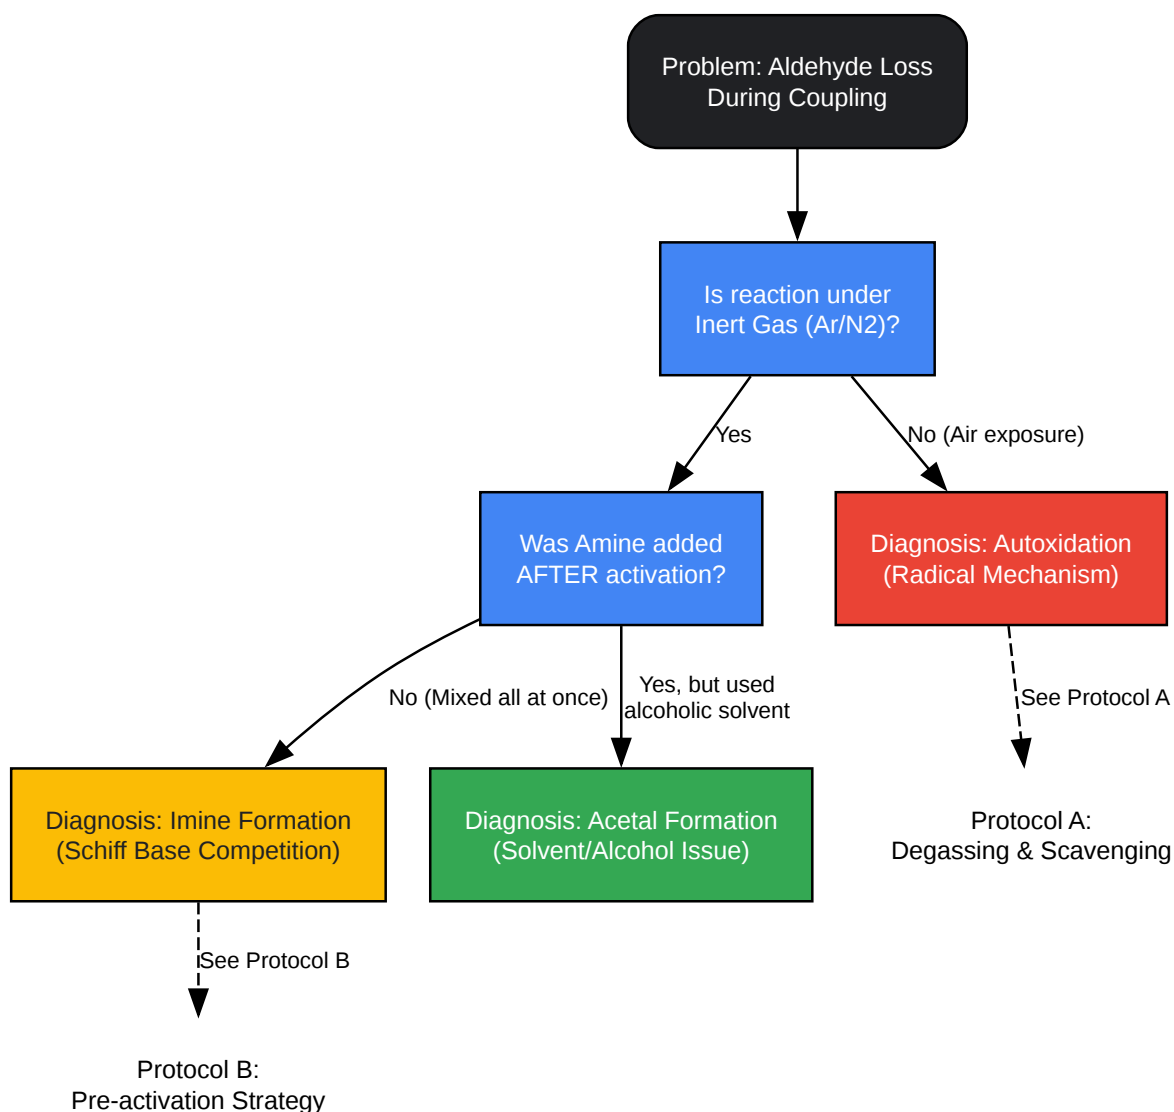 Problem: Aldehyde Loss
During Coupling
Is reaction under
Inert Gas (Ar/N2)?
Yes
No (Air exposure)
Was Amine added
AFTER activation?
Diagnosis: Autoxidation
(Radical Mechanism)
No (Mixed all at once)
Yes, but used
alcoholic solvent
See Protocol A
Diagnosis: Imine Formation
(Schiff Base Competition)
Diagnosis: Acetal Formation
(Solvent/Alcohol Issue)
Protocol A:
Degassing & Scavenging
See Protocol B
Protocol B:
Pre-activation Strategy